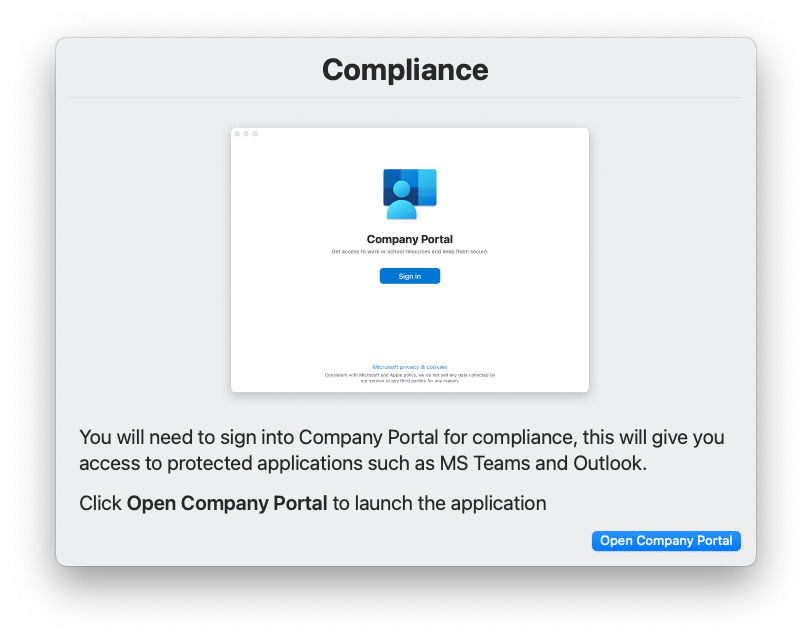 Compliance
Company Portal
Get access to work or school resources and keep them secure.
Sign in
Microsoft privacy & cookies
Consistent with Microsoft and Apple policy, we do not sell any data collected by
our service to any third parties for any reason.
You will need to sign into Company Portal for compliance, this will give you
access to protected applications such as MS Teams and Outlook.
Click Open Company Portal to launch the application
Open Company Portal